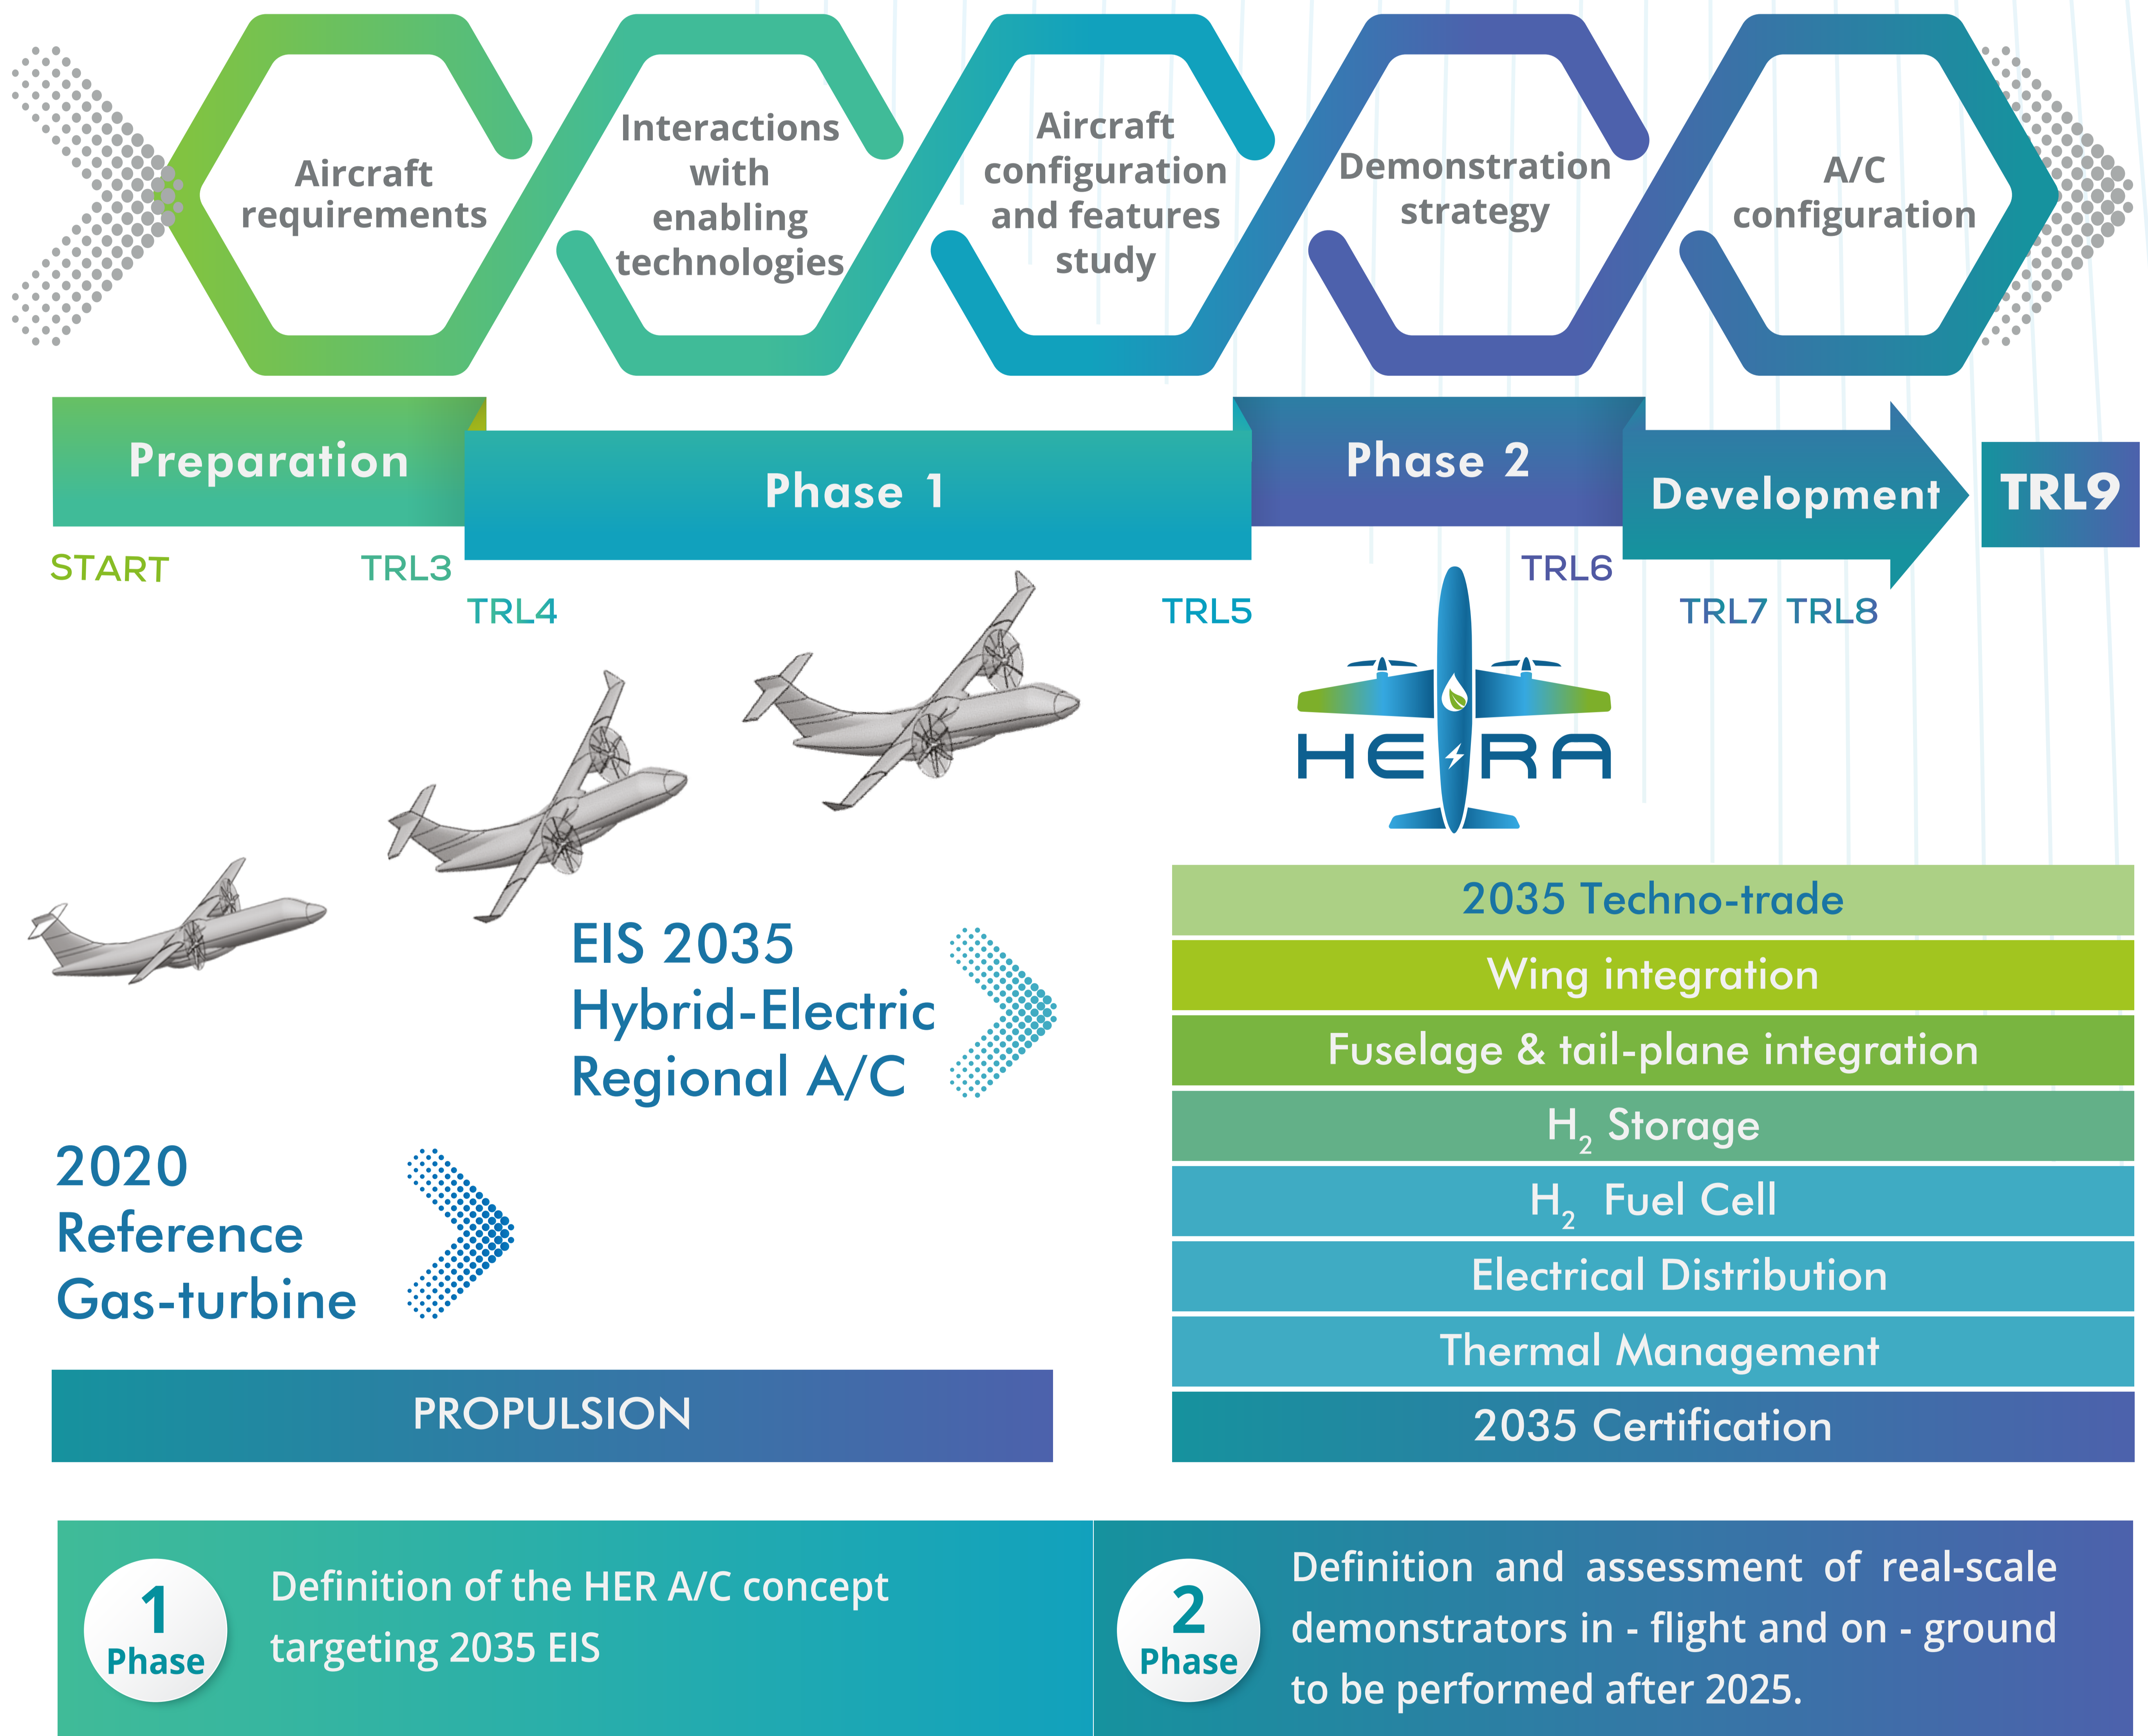 Aircraft
requirements
Interactions
with
enabling
technologies
Aircraft
configuration
and features
study
Demonstration
strategy
A/C
configuration
Preparation
Phase 1
Phase 2
Development
TRL9
START
TRL3
TRL4
TRL5
TRL6
TRL7 TRL8
HERA
EIS 2035
Hybrid-Electric
Regional A/C
2020
Reference
Gas-turbine
PROPULSION
2035 Techno-trade
Wing integration
Fuselage & tail-plane integration
H₂ Storage
H₂ Fuel Cell
Electrical Distribution
Thermal Management
2035 Certification
1
Phase
Definition of the HER A/C concept
targeting 2035 EIS
2
Phase
Definition and assessment of real-scale
demonstrators in - flight and on - ground
to be performed after 2025.